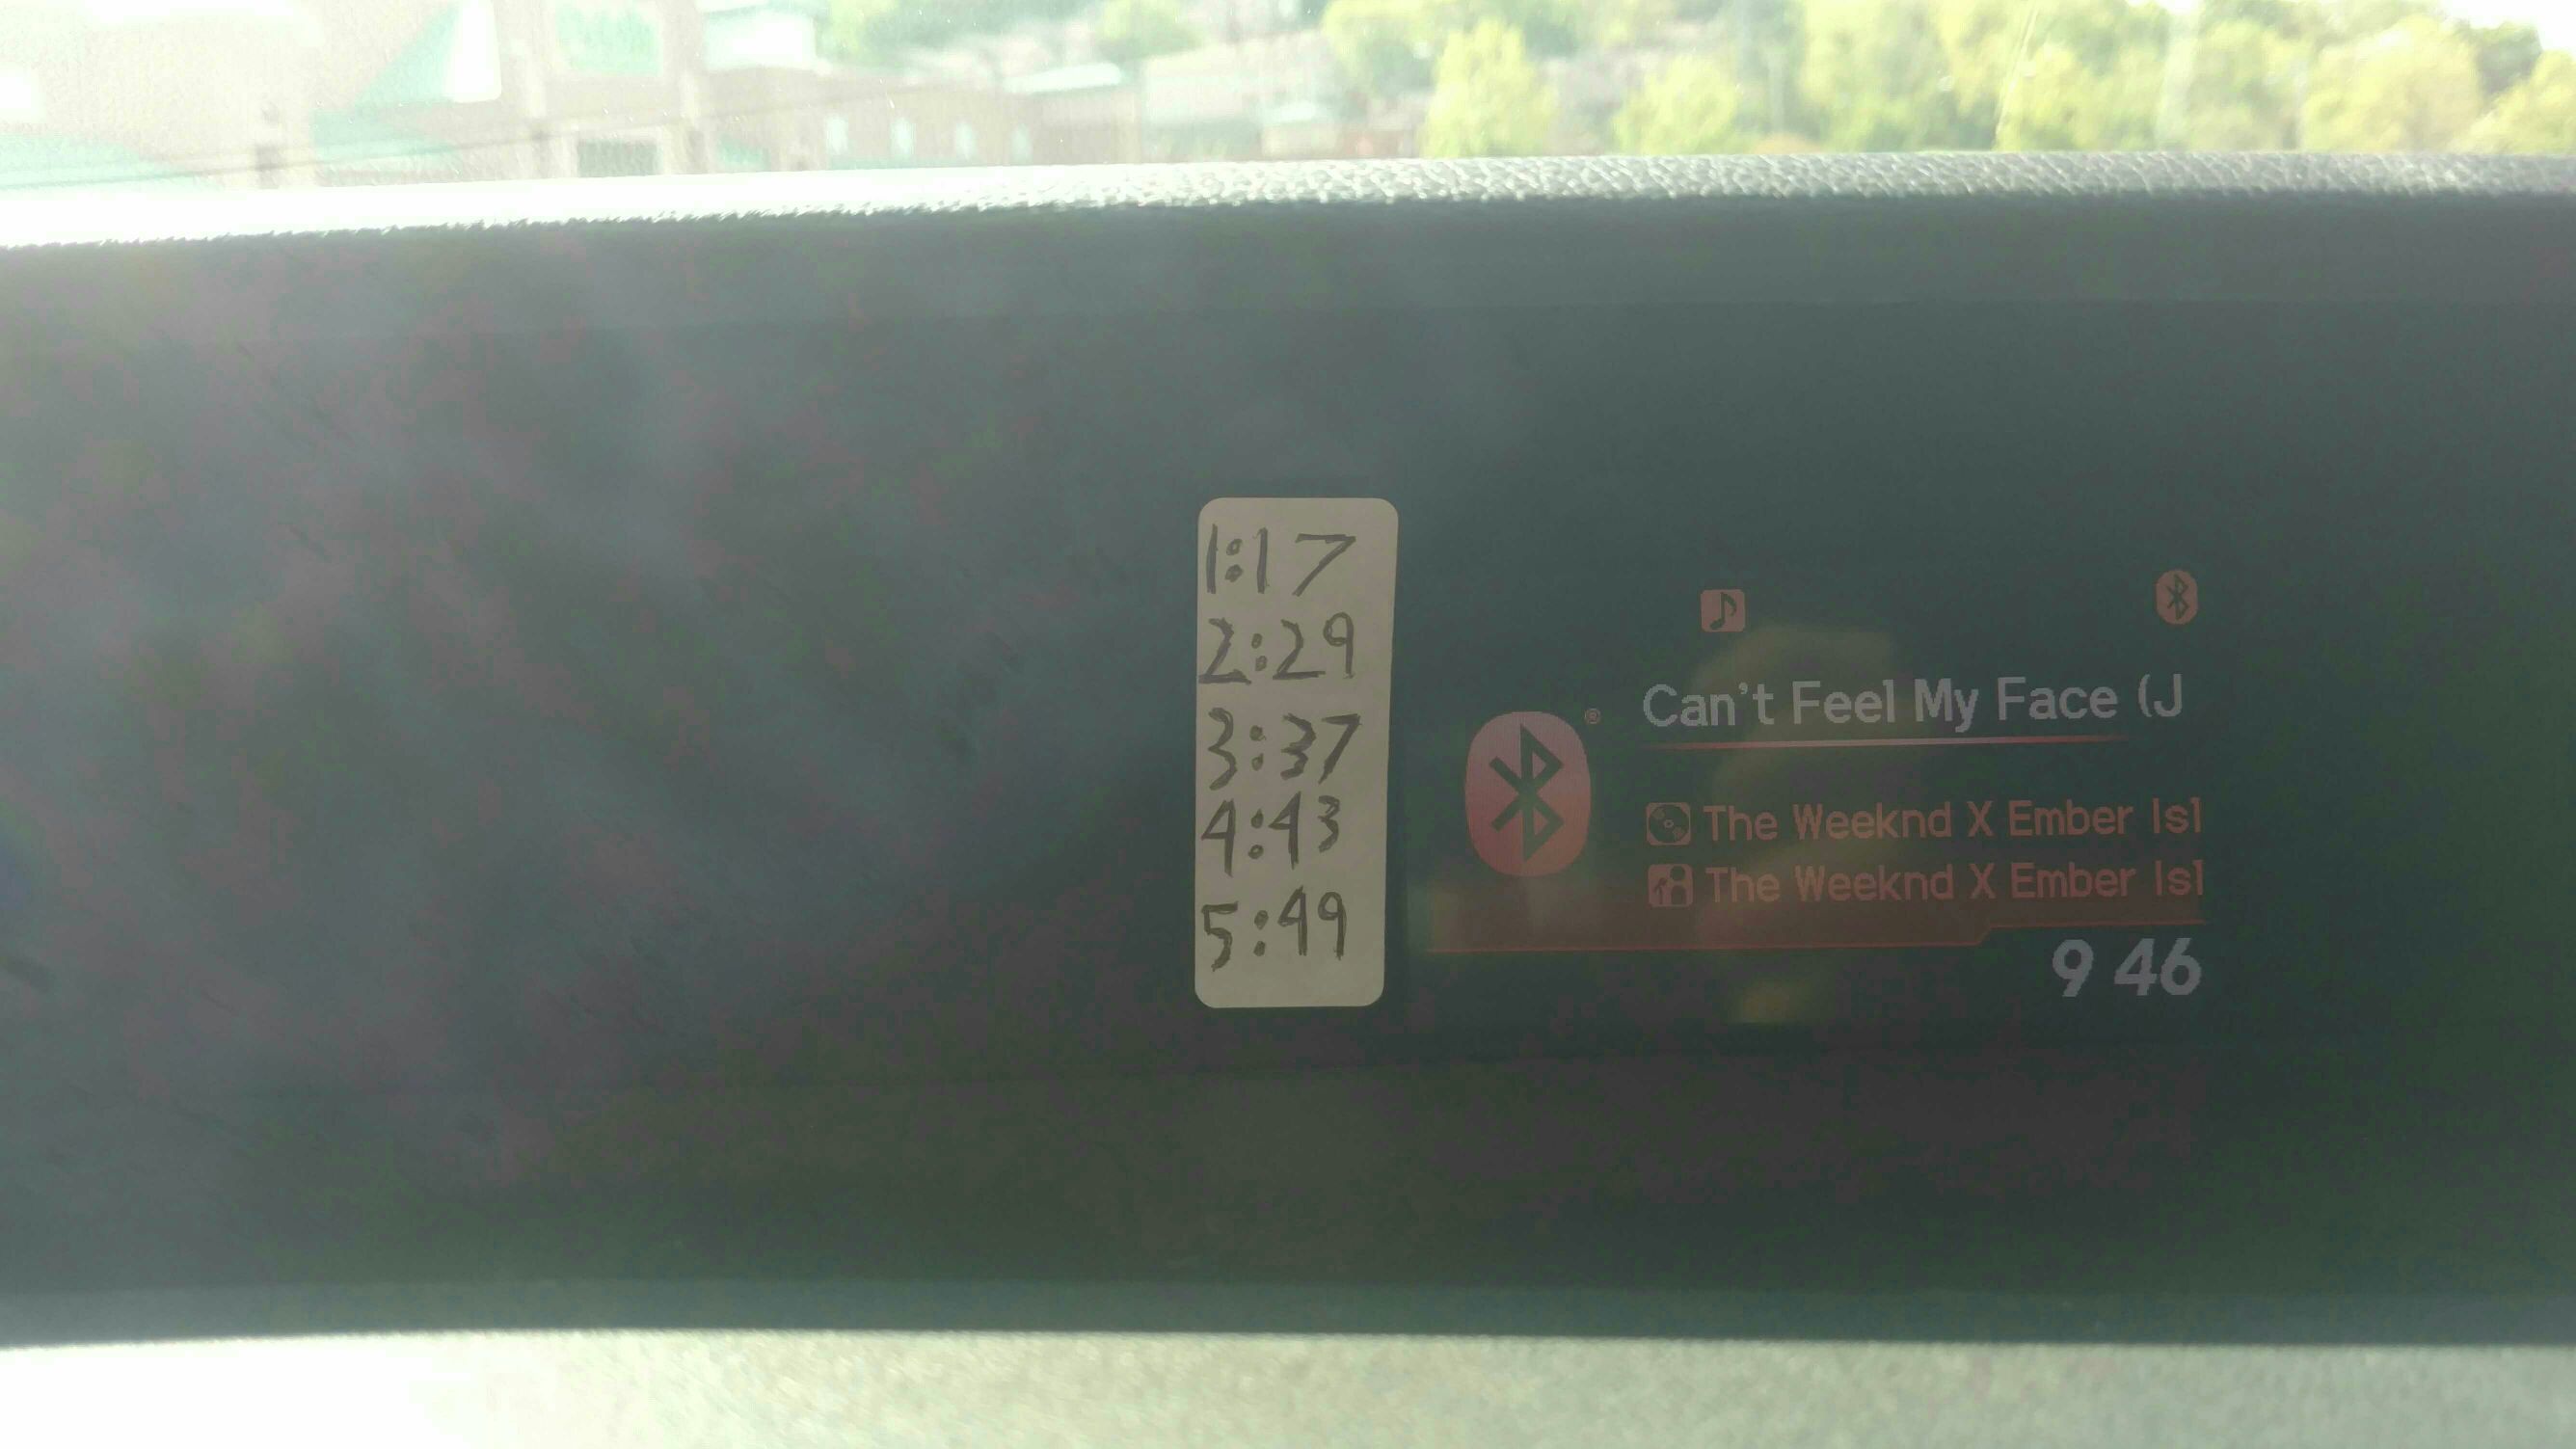 1:17
2:29
3:37
4:43
5:49
Can't Feel My Face (J
®
The Weeknd X Ember Isl
The Weeknd X Ember Isl
9 46